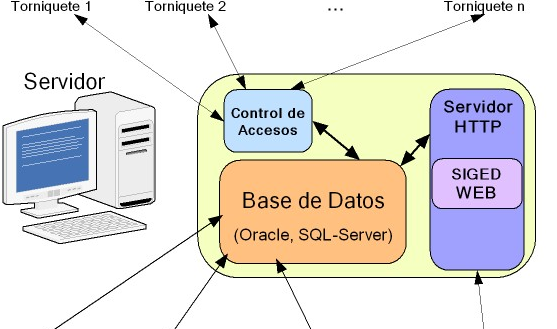 Torniquete 1
Torniquete 2
...
Torniquete n
Servidor
Control de
Accesos
Servidor
HTTP
SIGED
WEB
Base de Datos
(Oracle, SQL-Server)